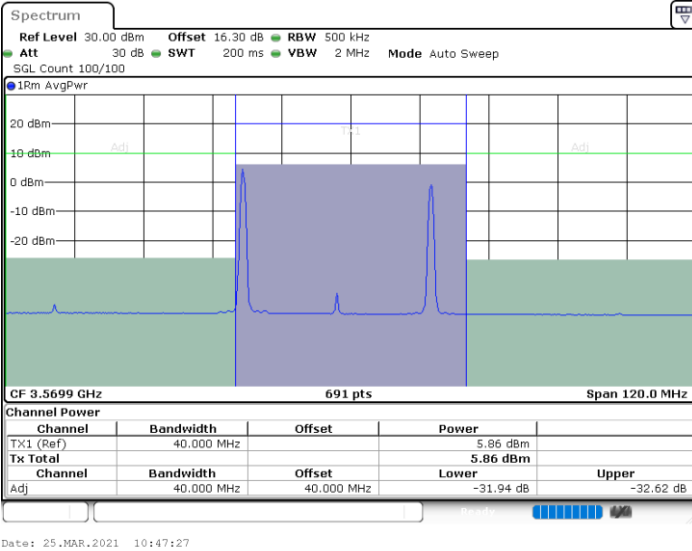 Spectrum
Ref Level 30.00 dBm Offset 16.30 dB RBW 500 kHz
Att 30 dB SWT 200 ms VBW 2 MHz Mode Auto Sweep
SGL Count 100/100
1Rm AvgPwr
20 dBm
TX1
Adj Adj
10 dBm
0 dBm
-10 dBm
-20 dBm
CF 3.5699 GHz 691 pts Span 120.0 MHz
Channel Power
Channel Bandwidth Offset Power
TX1 (Ref) 40.000 MHz 5.86 dBm
Tx Total 5.86 dBm
Channel Bandwidth Offset Lower Upper
Adj 40.000 MHz 40.000 MHz -31.94 dB -32.62 dB
Ready
Date: 25.MAR.2021 10:47:27